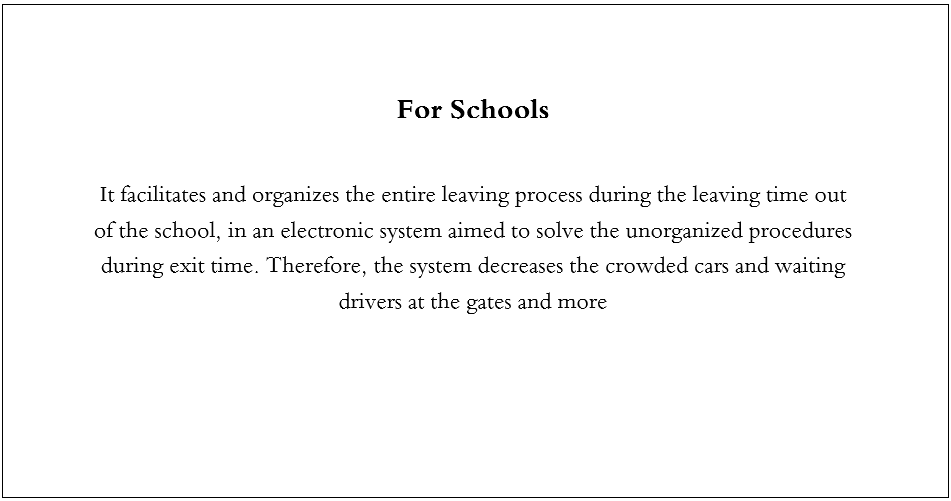 For Schools
It facilitates and organizes the entire leaving process during the leaving time out
of the school, in an electronic system aimed to solve the unorganized procedures
during exit time. Therefore, the system decreases the crowded cars and waiting
drivers at the gates and more